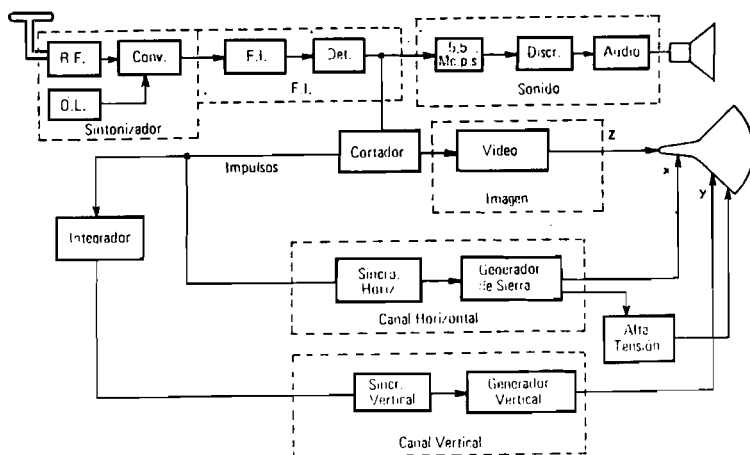 R.F.
Conv.
O.L.
Sintonizador
F.I.
Det.
F.I.
5,5
Mc.p.s
Discr.
Audio
Sonido
Impulsos
Cortador
Video
Imagen
Z
x
y
Integrador
Sincro.
Horiz
Generador
de Sierra
Canal Horizontal
Alta
Tensión
Sincr.
Vertical
Generador
Vertical
Canal Vertical